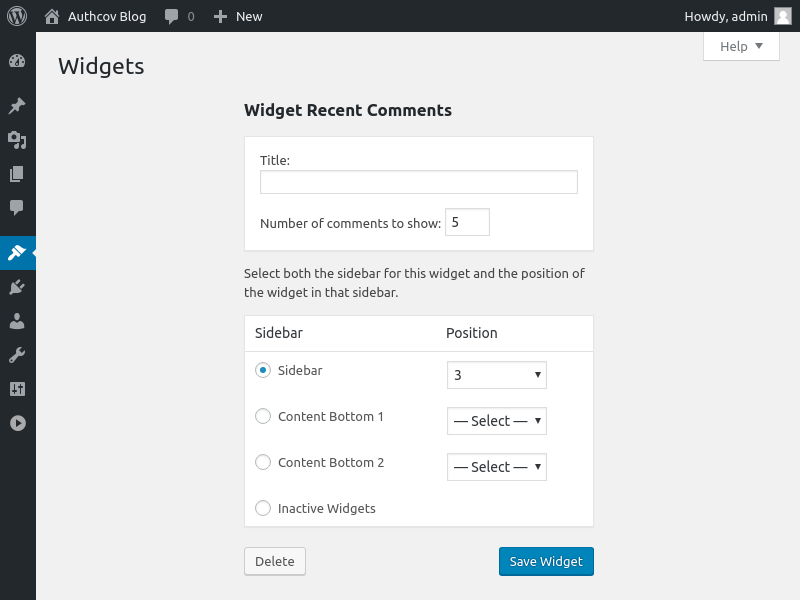 Authcov Blog 0 New Howdy, admin
Help
Widgets
Widget Recent Comments
Title:
Number of comments to show: 5
Select both the sidebar for this widget and the position of
the widget in that sidebar.
Sidebar Position
Sidebar 3
Content Bottom 1 — Select —
Content Bottom 2 — Select —
Inactive Widgets
Delete Save Widget